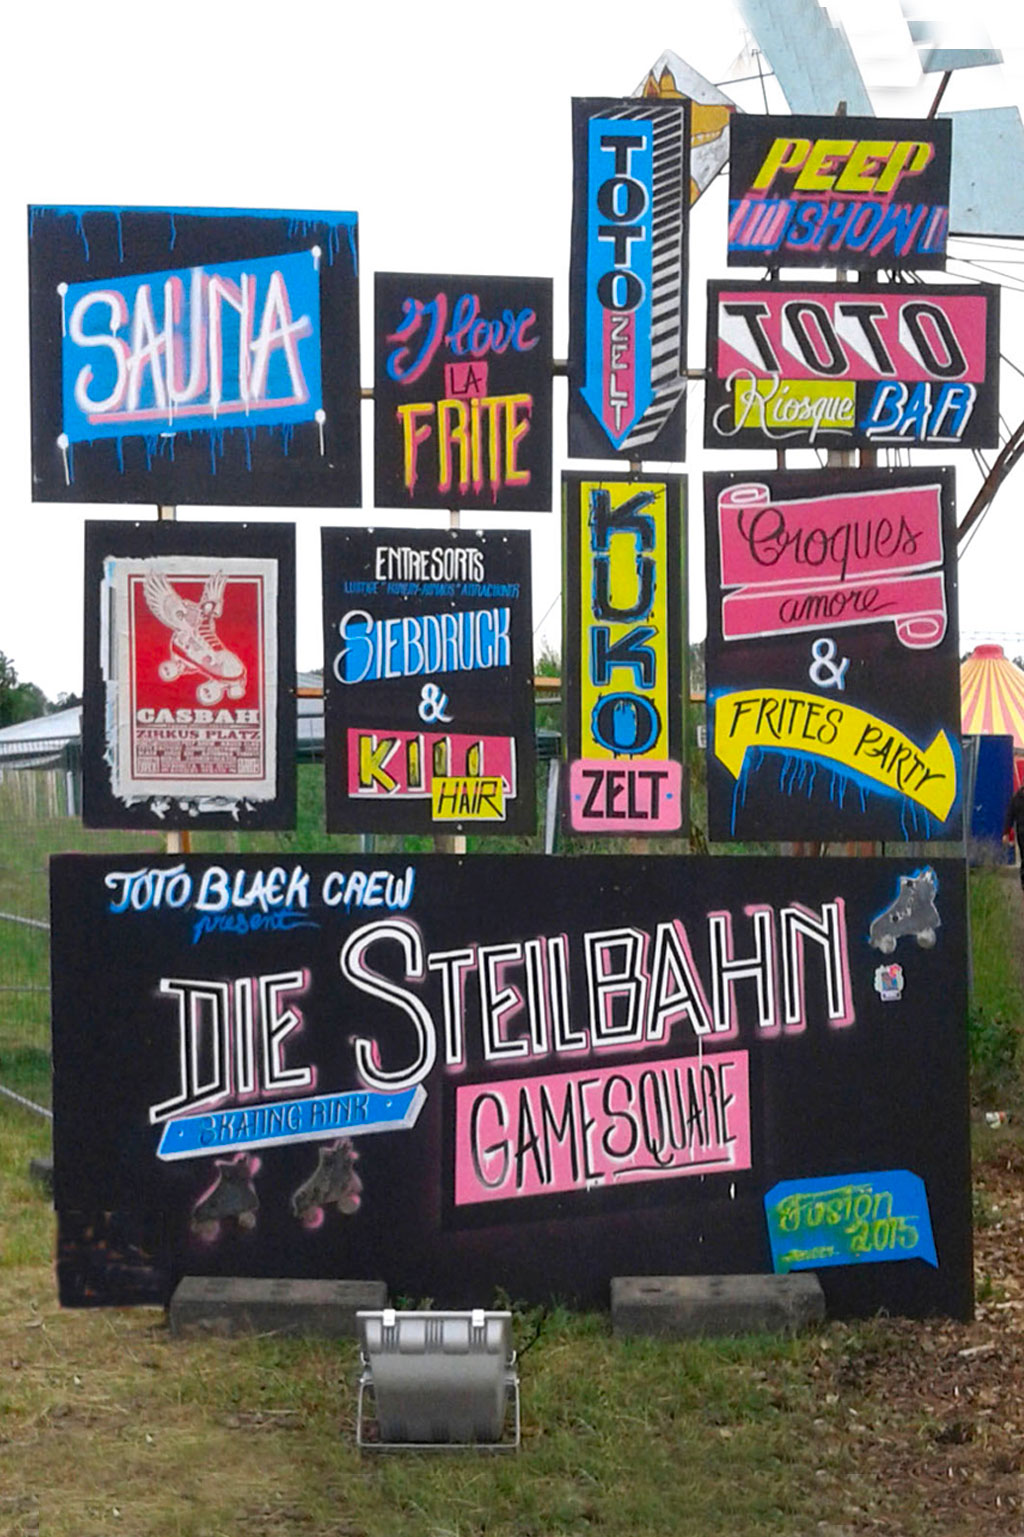 SAUNA
I love
LA
FRITE
TOTO
ZELT
PEEP
SHOW
TOTO
Kiosque BAR
CASBAH
ZIRKUS PLATZ
ENTRESORTS
SIEBDRUCK
&
KILL
HAIR
KUKO
ZELT
Croques
amore
&
FRITES PARTY
TOTO BLACK CREW
present
DIE STEILBAHN
SKATING RINK
GAMESQUARE
Fusion
2015